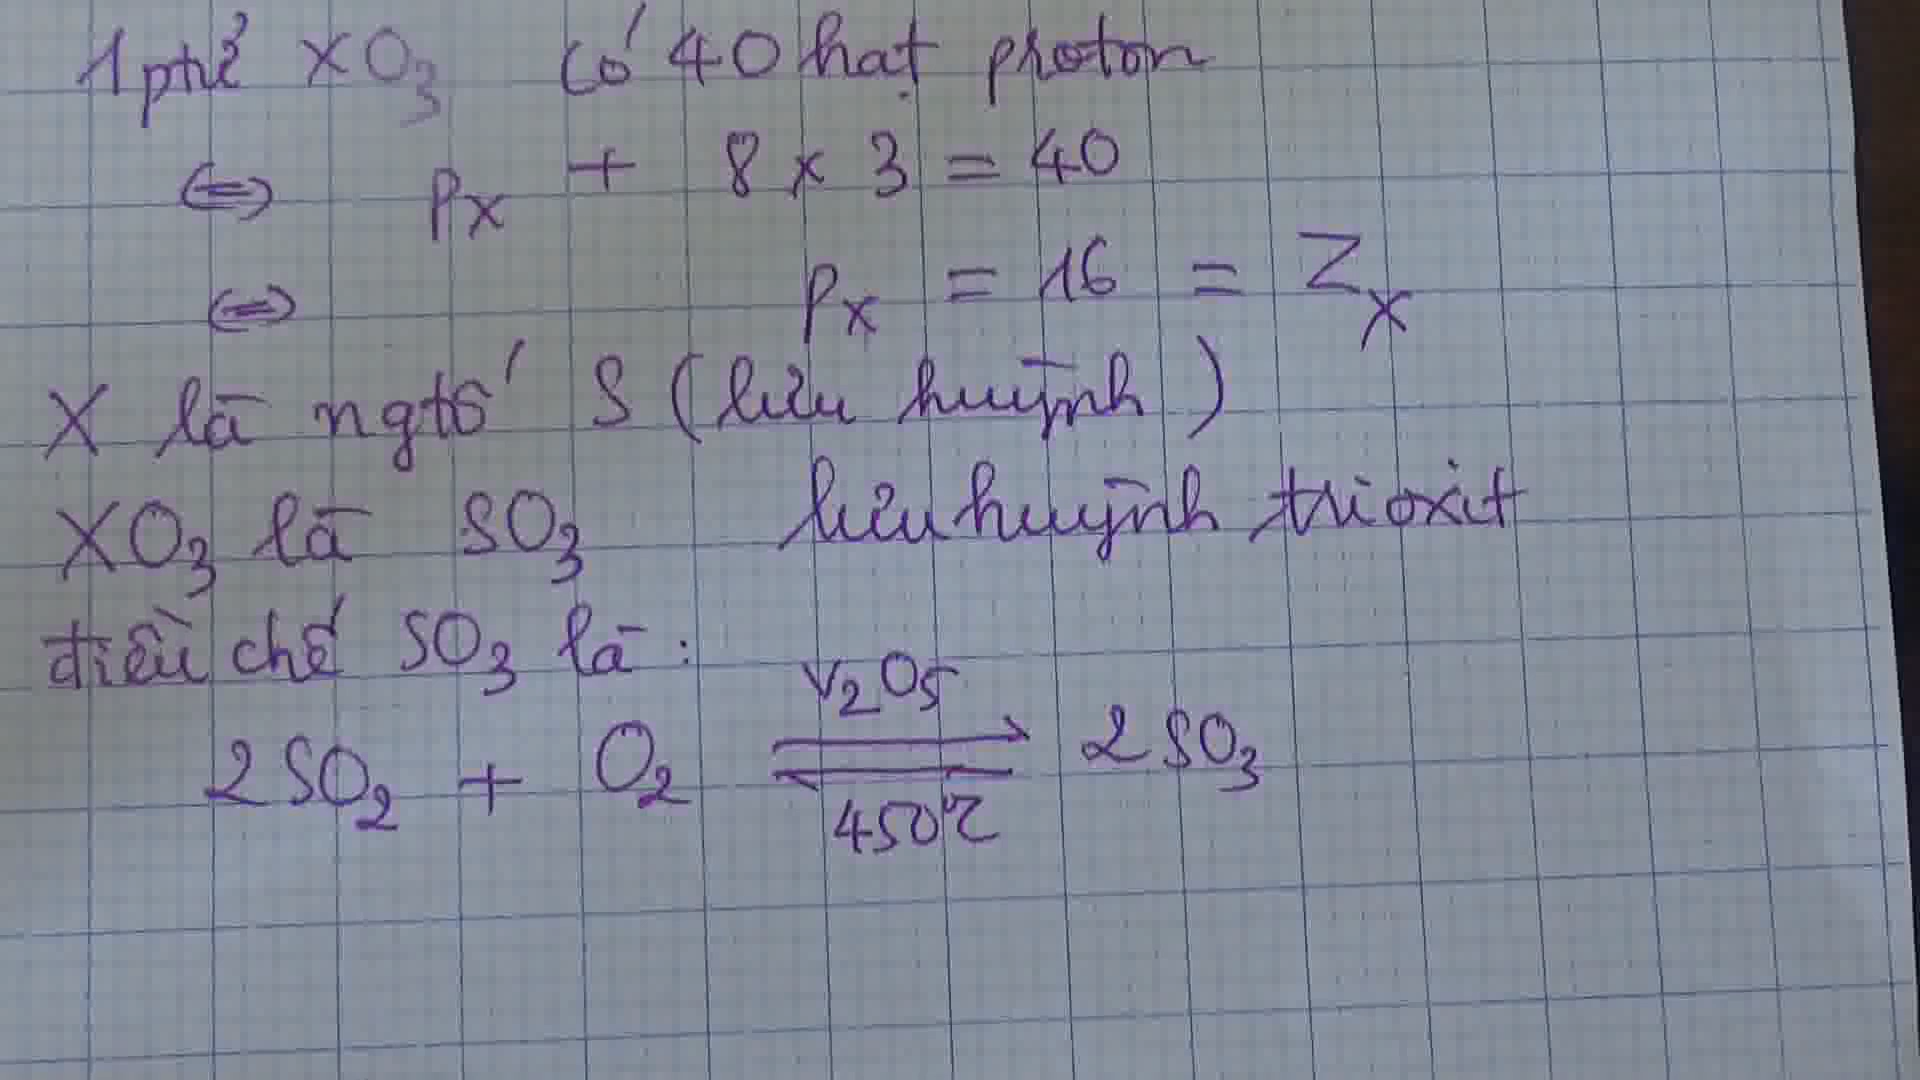 1 ptử XO₃ có 40 hạt proton
⇔ Pₓ + 8 × 3 = 40
⇔ Pₓ = 16 = Zₓ
X là ngtố S (lưu huỳnh)
XO₃ là SO₃ lưu huỳnh trioxit
điều chế SO₃ là:
V₂O₅
2SO₂ + O₂ ⇌ 2SO₃
450℃